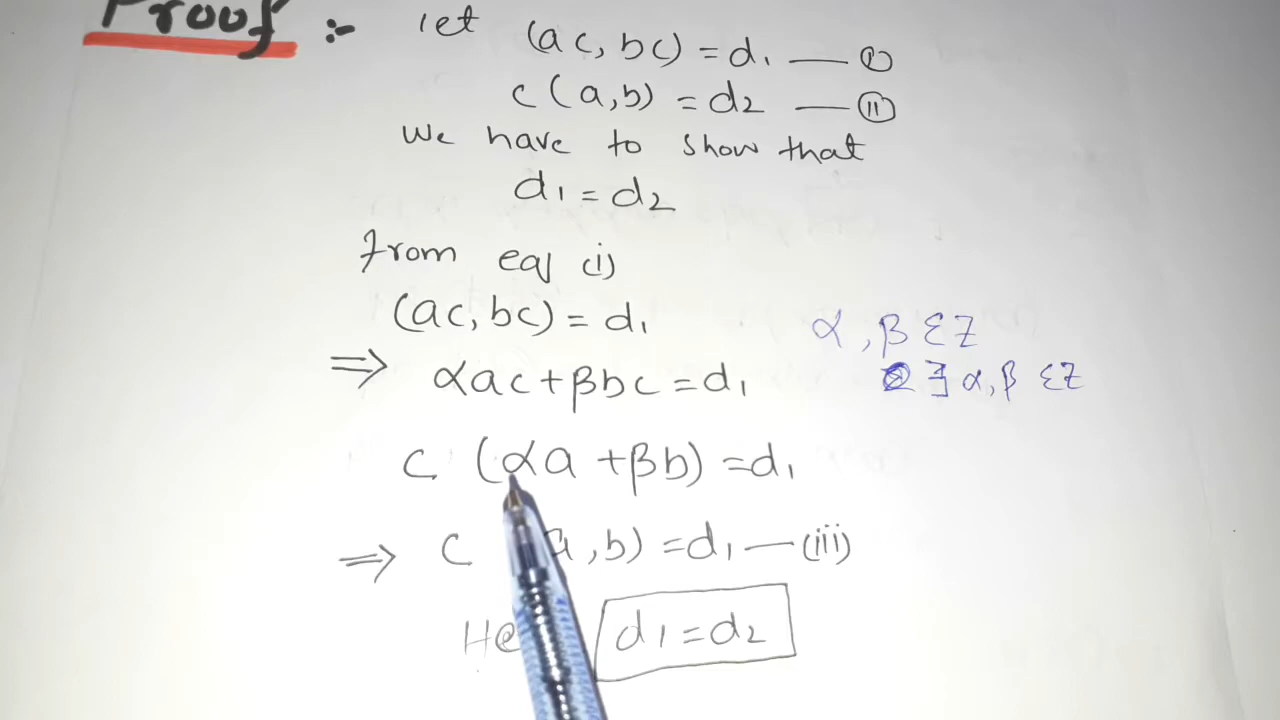 Proof :- let (ac, bc) = d₁ — (i)
c (a, b) = d₂ — (ii)
We have to show that
d₁ = d₂
From eq (i)
(ac, bc) = d₁
α, β ∈ Z
⇒ αac + βbc = d₁
∃ α, β ∈ Z
c (αa + βb) = d₁
⇒ c a, b) = d₁ — (iii)
d₁ = d₂